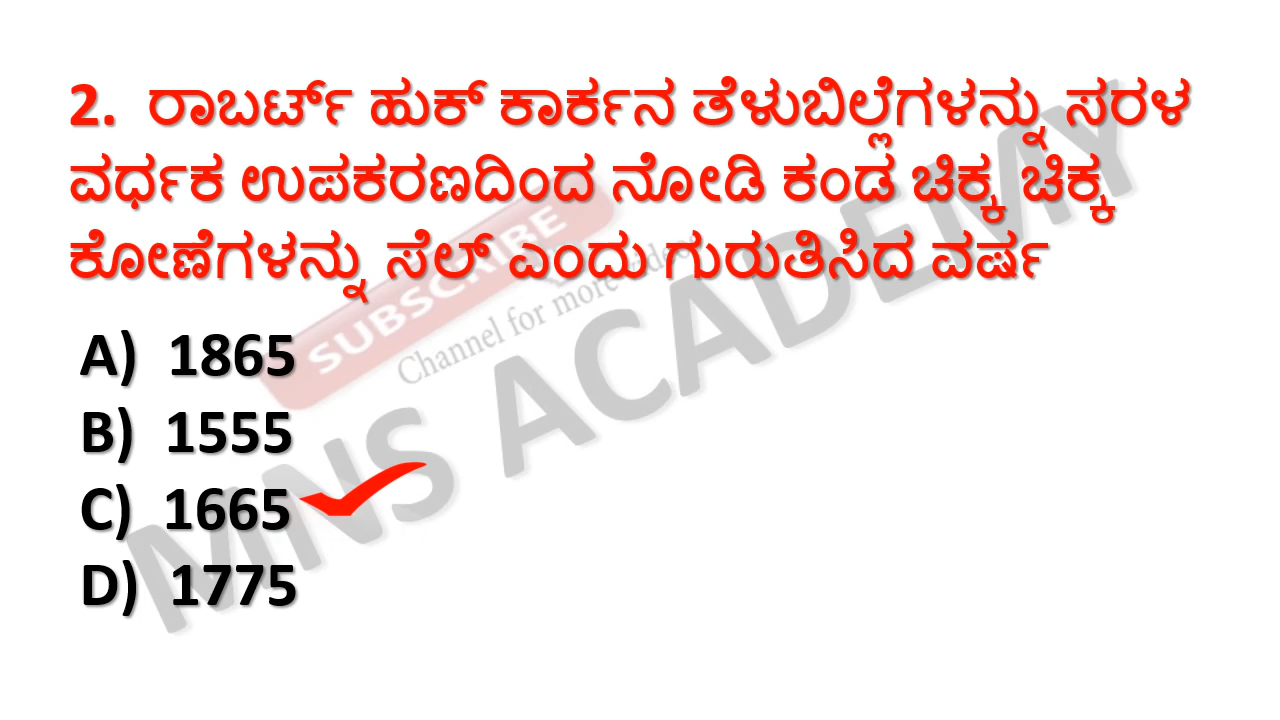 2. ರಾಬರ್ಟ್ ಹುಕ್ ಕಾರ್ಕನ ತೆಳುಬಿಲ್ಲೆಗಳನ್ನು ಸರಳ
ವರ್ಧಕ ಉಪಕರಣದಿಂದ ನೋಡಿ ಕಂಡ ಚಿಕ್ಕ ಚಿಕ್ಕ
ಕೋಣೆಗಳನ್ನು ಸೆಲ್ ಎಂದು ಗುರುತಿಸಿದ ವರ್ಷ
A) 1865
B) 1555
C) 1665
D) 1775
SUBSCRIBE
Channel for more videos
MNS ACADEMY